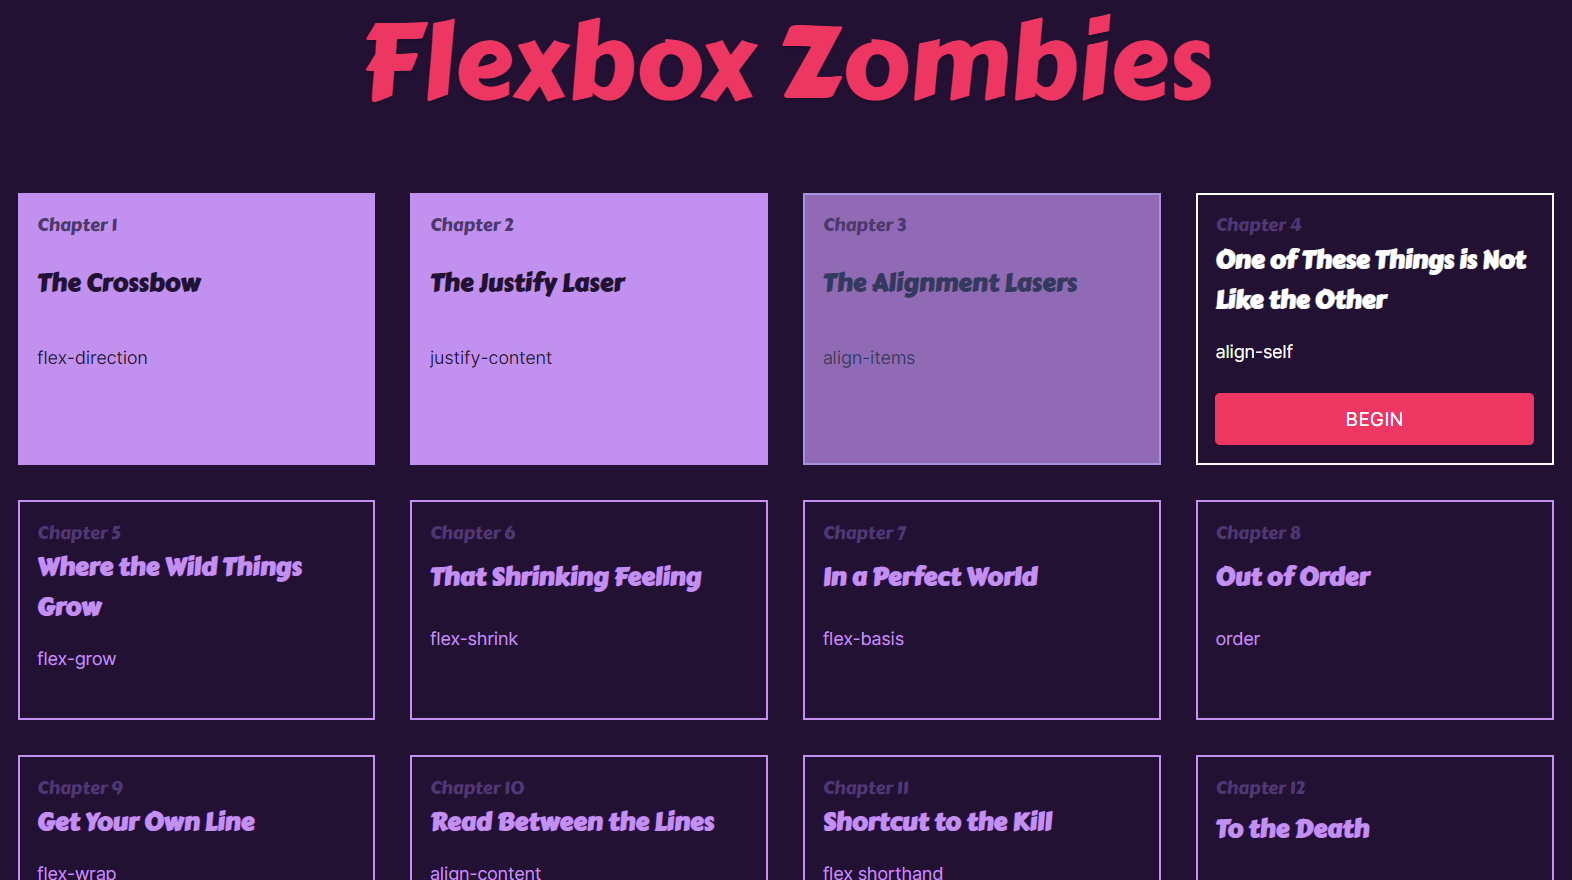 Flexbox Zombies
Chapter 1
The Crossbow
flex-direction
Chapter 2
The Justify Laser
justify-content
Chapter 3
The Alignment Lasers
align-items
Chapter 4
One of These Things is Not
Like the Other
align-self
BEGIN
Chapter 5
Where the Wild Things
Grow
flex-grow
Chapter 6
That Shrinking Feeling
flex-shrink
Chapter 7
In a Perfect World
flex-basis
Chapter 8
Out of Order
order
Chapter 9
Get Your Own Line
flex-wrap
Chapter 10
Read Between the Lines
align-content
Chapter 11
Shortcut to the Kill
flex shorthand
Chapter 12
To the Death